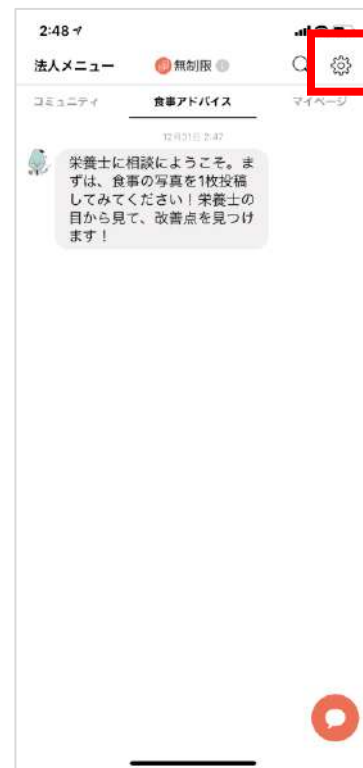 2:48
法人メニュー
無制限
コミュニティ
食事アドバイス
マイページ
12月31日 2:47
栄養士に相談にようこそ。ま
ずは、食事の写真を1枚投稿
してみてください！栄養士の
目から見て、改善点を見つけ
ます！